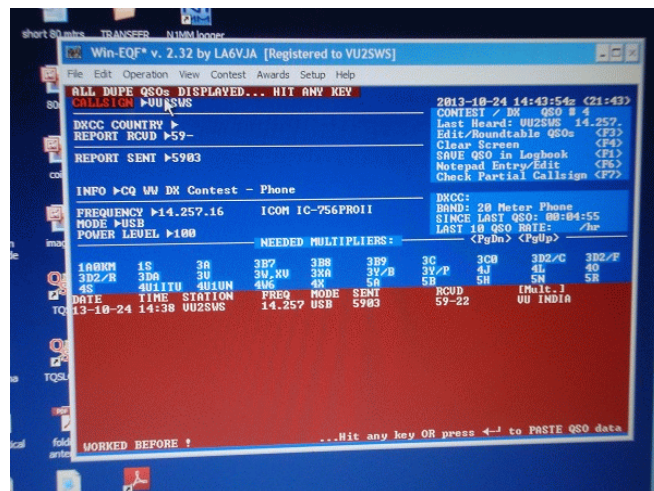 short 80 mtrs TRANSFER N1MM logger
Win-EQF* v. 2.32 by LA6VJA [Registered to VU2SWS]
File Edit Operation View Contest Awards Setup Help
ALL DUPE QSOs DISPLAYED... HIT ANY KEY
CALLSIGN ►VU2SWS
2013-10-24 14:43:54z (21:43)
CONTEST / DX QSO # 4
DXCC COUNTRY ►
Last Heard: VU2SWS 14.257.
REPORT RCVD ►59-
Edit/Roundtable QSOs <F3>
Clear Screen <F4>
REPORT SENT ►5903
SAVE QSO in Logbook <F1>
Notepad Entry/Edit <F6>
Check Partial Callsign <F7>
INFO ►CQ WW DX Contest - Phone
DXCC:
FREQUENCY ►14.257.16 ICOM IC-756PROII
BAND: 20 Meter Phone
MODE ►USB
SINCE LAST QSO: 00:04:55
POWER LEVEL ►100
LAST 10 QSO RATE: /hr
NEEDED MULTIPLIERS: <PgDn> <PgUp>
1A0KM 1S 3A 3B7 3B8 3B9 3C 3C0 3D2/C 3D2/F
3D2/R 3DA 3V 3W,XV 3XA 3Y/B 3Y/P 4J 4L 4O
4S 4U1ITU 4U1UN 4W6 4X 5A 5B 5H 5N 5R
DATE TIME STATION FREQ MODE SENT RCVD [Mult.]
13-10-24 14:38 VU2SWS 14.257 USB 5903 59-22 VU INDIA
WORKED BEFORE !
...Hit any key OR press ←┘ to PASTE QSO data